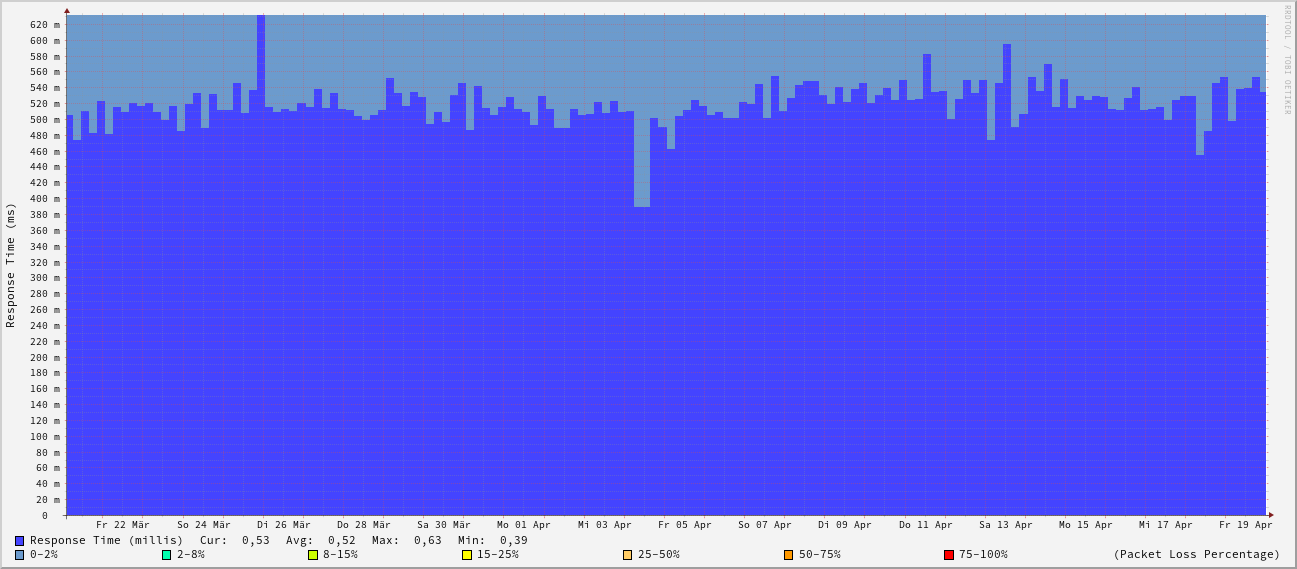 RRDTOOL / TOBI OETIKER
Response Time (ms)
620 m
600 m
580 m
560 m
540 m
520 m
500 m
480 m
460 m
440 m
420 m
400 m
380 m
360 m
340 m
320 m
300 m
280 m
260 m
240 m
220 m
200 m
180 m
160 m
140 m
120 m
100 m
80 m
60 m
40 m
20 m
0
Fr 22 Mär So 24 Mär Di 26 Mär Do 28 Mär Sa 30 Mär Mo 01 Apr Mi 03 Apr Fr 05 Apr So 07 Apr Di 09 Apr Do 11 Apr Sa 13 Apr Mo 15 Apr Mi 17 Apr Fr 19 Apr
Response Time (millis) Cur: 0,53 Avg: 0,52 Max: 0,63 Min: 0,39
0-2% 2-8% 8-15% 15-25% 25-50% 50-75% 75-100% (Packet Loss Percentage)